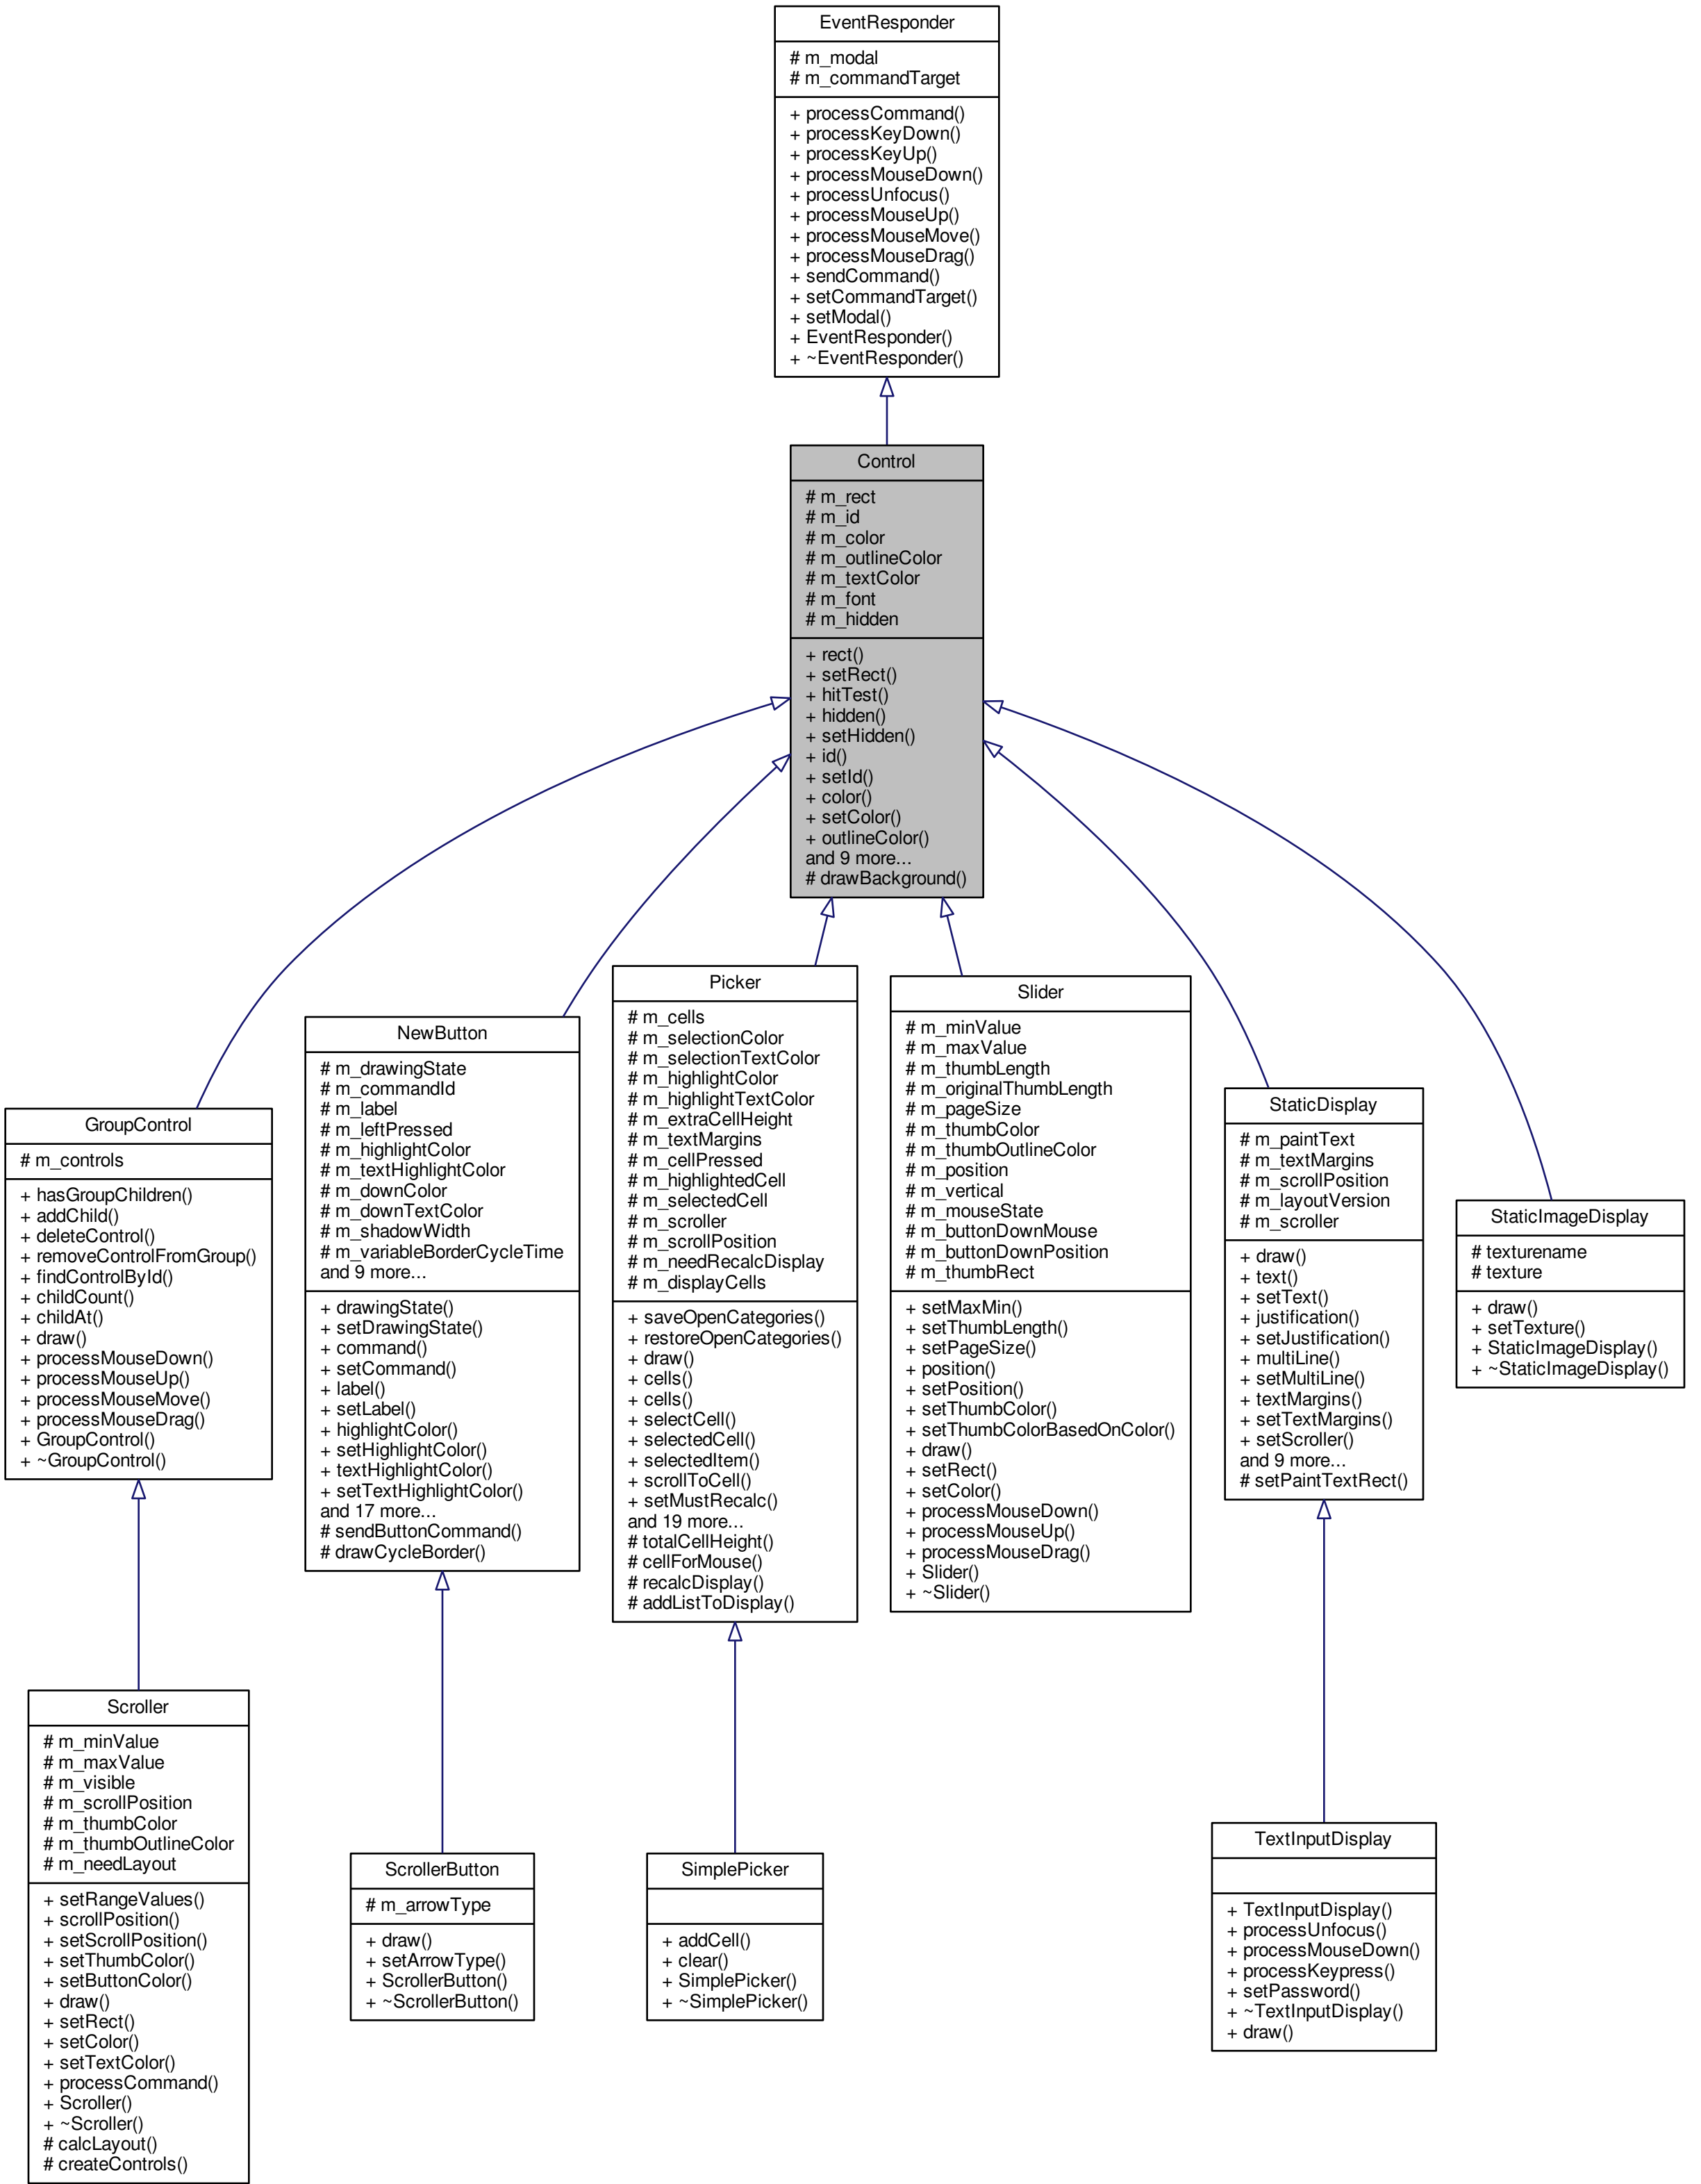 EventResponder
# m_modal
# m_commandTarget
+ processCommand()
+ processKeyDown()
+ processKeyUp()
+ processMouseDown()
+ processUnfocus()
+ processMouseUp()
+ processMouseMove()
+ processMouseDrag()
+ sendCommand()
+ setCommandTarget()
+ setModal()
+ EventResponder()
+ ~EventResponder()
Control
# m_rect
# m_id
# m_color
# m_outlineColor
# m_textColor
# m_font
# m_hidden
+ rect()
+ setRect()
+ hitTest()
+ hidden()
+ setHidden()
+ id()
+ setId()
+ color()
+ setColor()
+ outlineColor()
and 9 more...
# drawBackground()
GroupControl
# m_controls
+ hasGroupChildren()
+ addChild()
+ deleteControl()
+ removeControlFromGroup()
+ findControlById()
+ childCount()
+ childAt()
+ draw()
+ processMouseDown()
+ processMouseUp()
+ processMouseMove()
+ processMouseDrag()
+ GroupControl()
+ ~GroupControl()
NewButton
# m_drawingState
# m_commandId
# m_label
# m_leftPressed
# m_highlightColor
# m_textHighlightColor
# m_downColor
# m_downTextColor
# m_shadowWidth
# m_variableBorderCycleTime
and 9 more...
+ drawingState()
+ setDrawingState()
+ command()
+ setCommand()
+ label()
+ setLabel()
+ highlightColor()
+ setHighlightColor()
+ textHighlightColor()
+ setTextHighlightColor()
and 17 more...
# sendButtonCommand()
# drawCycleBorder()
Picker
# m_cells
# m_selectionColor
# m_selectionTextColor
# m_highlightColor
# m_highlightTextColor
# m_extraCellHeight
# m_textMargins
# m_cellPressed
# m_highlightedCell
# m_selectedCell
# m_scroller
# m_scrollPosition
# m_needRecalcDisplay
# m_displayCells
+ saveOpenCategories()
+ restoreOpenCategories()
+ draw()
+ cells()
+ cells()
+ selectCell()
+ selectedCell()
+ selectedItem()
+ scrollToCell()
+ setMustRecalc()
and 19 more...
# totalCellHeight()
# cellForMouse()
# recalcDisplay()
# addListToDisplay()
Slider
# m_minValue
# m_maxValue
# m_thumbLength
# m_originalThumbLength
# m_pageSize
# m_thumbColor
# m_thumbOutlineColor
# m_position
# m_vertical
# m_mouseState
# m_buttonDownMouse
# m_buttonDownPosition
# m_thumbRect
+ setMaxMin()
+ setThumbLength()
+ setPageSize()
+ position()
+ setPosition()
+ setThumbColor()
+ setThumbColorBasedOnColor()
+ draw()
+ setRect()
+ setColor()
+ processMouseDown()
+ processMouseUp()
+ processMouseDrag()
+ Slider()
+ ~Slider()
StaticDisplay
# m_paintText
# m_textMargins
# m_scrollPosition
# m_layoutVersion
# m_scroller
+ draw()
+ text()
+ setText()
+ justification()
+ setJustification()
+ multiLine()
+ setMultiLine()
+ textMargins()
+ setTextMargins()
+ setScroller()
and 9 more...
# setPaintTextRect()
StaticImageDisplay
# texturename
# texture
+ draw()
+ setTexture()
+ StaticImageDisplay()
+ ~StaticImageDisplay()
Scroller
# m_minValue
# m_maxValue
# m_visible
# m_scrollPosition
# m_thumbColor
# m_thumbOutlineColor
# m_needLayout
+ setRangeValues()
+ scrollPosition()
+ setScrollPosition()
+ setThumbColor()
+ setButtonColor()
+ draw()
+ setRect()
+ setColor()
+ setTextColor()
+ processCommand()
+ Scroller()
+ ~Scroller()
# calcLayout()
# createControls()
ScrollerButton
# m_arrowType
+ draw()
+ setArrowType()
+ ScrollerButton()
+ ~ScrollerButton()
SimplePicker
+ addCell()
+ clear()
+ SimplePicker()
+ ~SimplePicker()
TextInputDisplay
+ TextInputDisplay()
+ processUnfocus()
+ processMouseDown()
+ processKeypress()
+ setPassword()
+ ~TextInputDisplay()
+ draw()